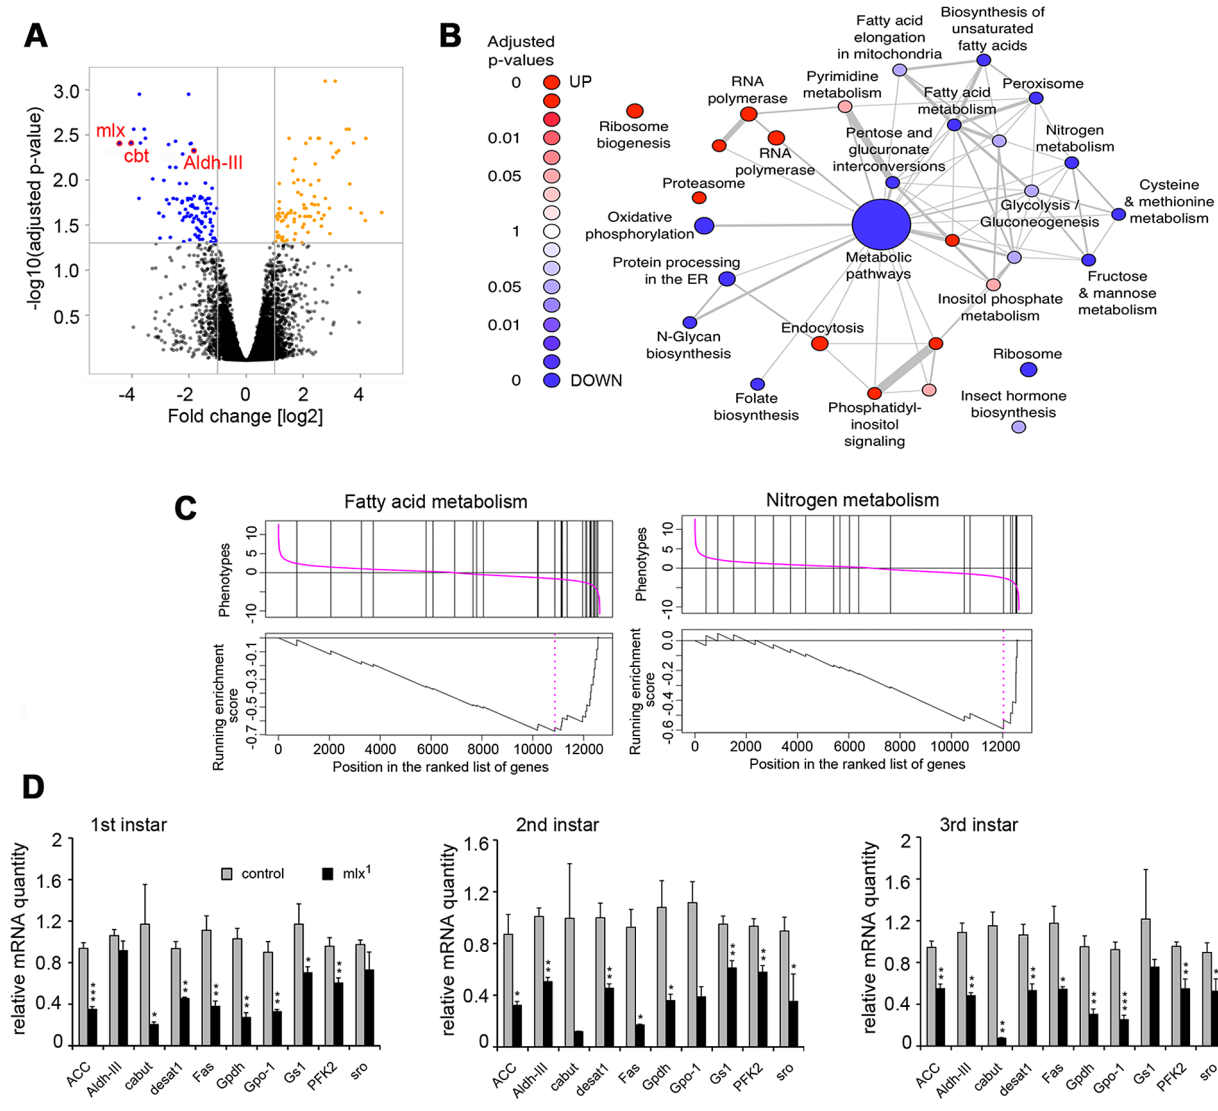 A
-log10(adjusted p-value)
3.0
2.5
2.0
1.5
1.0
0.5
mlx
cbt
Aldh-III
-4
-2
0
2
4
Fold change [log2]
B
Adjusted
p-values
0
UP
0.01
0.05
1
0.05
0.01
0
DOWN
Ribosome
biogenesis
RNA
polymerase
RNA
polymerase
Pyrimidine
metabolism
Fatty acid
elongation
in mitochondria
Biosynthesis of
unsaturated
fatty acids
Peroxisome
Fatty acid
metabolism
Pentose and
glucuronate
interconversions
Nitrogen
metabolism
Proteasome
Oxidative
phosphorylation
Glycolysis /
Gluconeogenesis
Cysteine
& methionine
metabolism
Metabolic
pathways
Protein processing
in the ER
Inositol phosphate
metabolism
Fructose
& mannose
metabolism
N-Glycan
biosynthesis
Endocytosis
Ribosome
Folate
biosynthesis
Phosphatidyl-
inositol
signaling
Insect hormone
biosynthesis
C
Fatty acid metabolism
Phenotypes
10
5
0
-10
Running enrichment
score
-0.1
-0.3
-0.5
-0.7
0
2000
4000
6000
8000
10000
12000
Position in the ranked list of genes
Nitrogen metabolism
Phenotypes
10
5
0
-10
Running enrichment
score
0.0
-0.2
-0.4
-0.6
0
2000
4000
6000
8000
10000
12000
Position in the ranked list of genes
D
1st instar
relative mRNA quantity
2
1.6
1.2
0.8
0.4
0
control
mlx1
***
*
***
***
**
**
*
**
ACC
Aldh-III
cabut
desat1
Fas
Gpdh
Gpo-1
Gs1
PFK2
sro
2nd instar
relative mRNA quantity
1.6
1.2
0.8
0.4
0
*
***
***
*
*
**
***
*
ACC
Aldh-III
cabut
desat1
Fas
Gpdh
Gpo-1
Gs1
PFK2
sro
3rd instar
relative mRNA quantity
2
1.6
1.2
0.8
0.4
0
**
***
**
***
*
***
***
***
*
ACC
Aldh-III
cabut
desat1
Fas
Gpdh
Gpo-1
Gs1
PFK2
sro